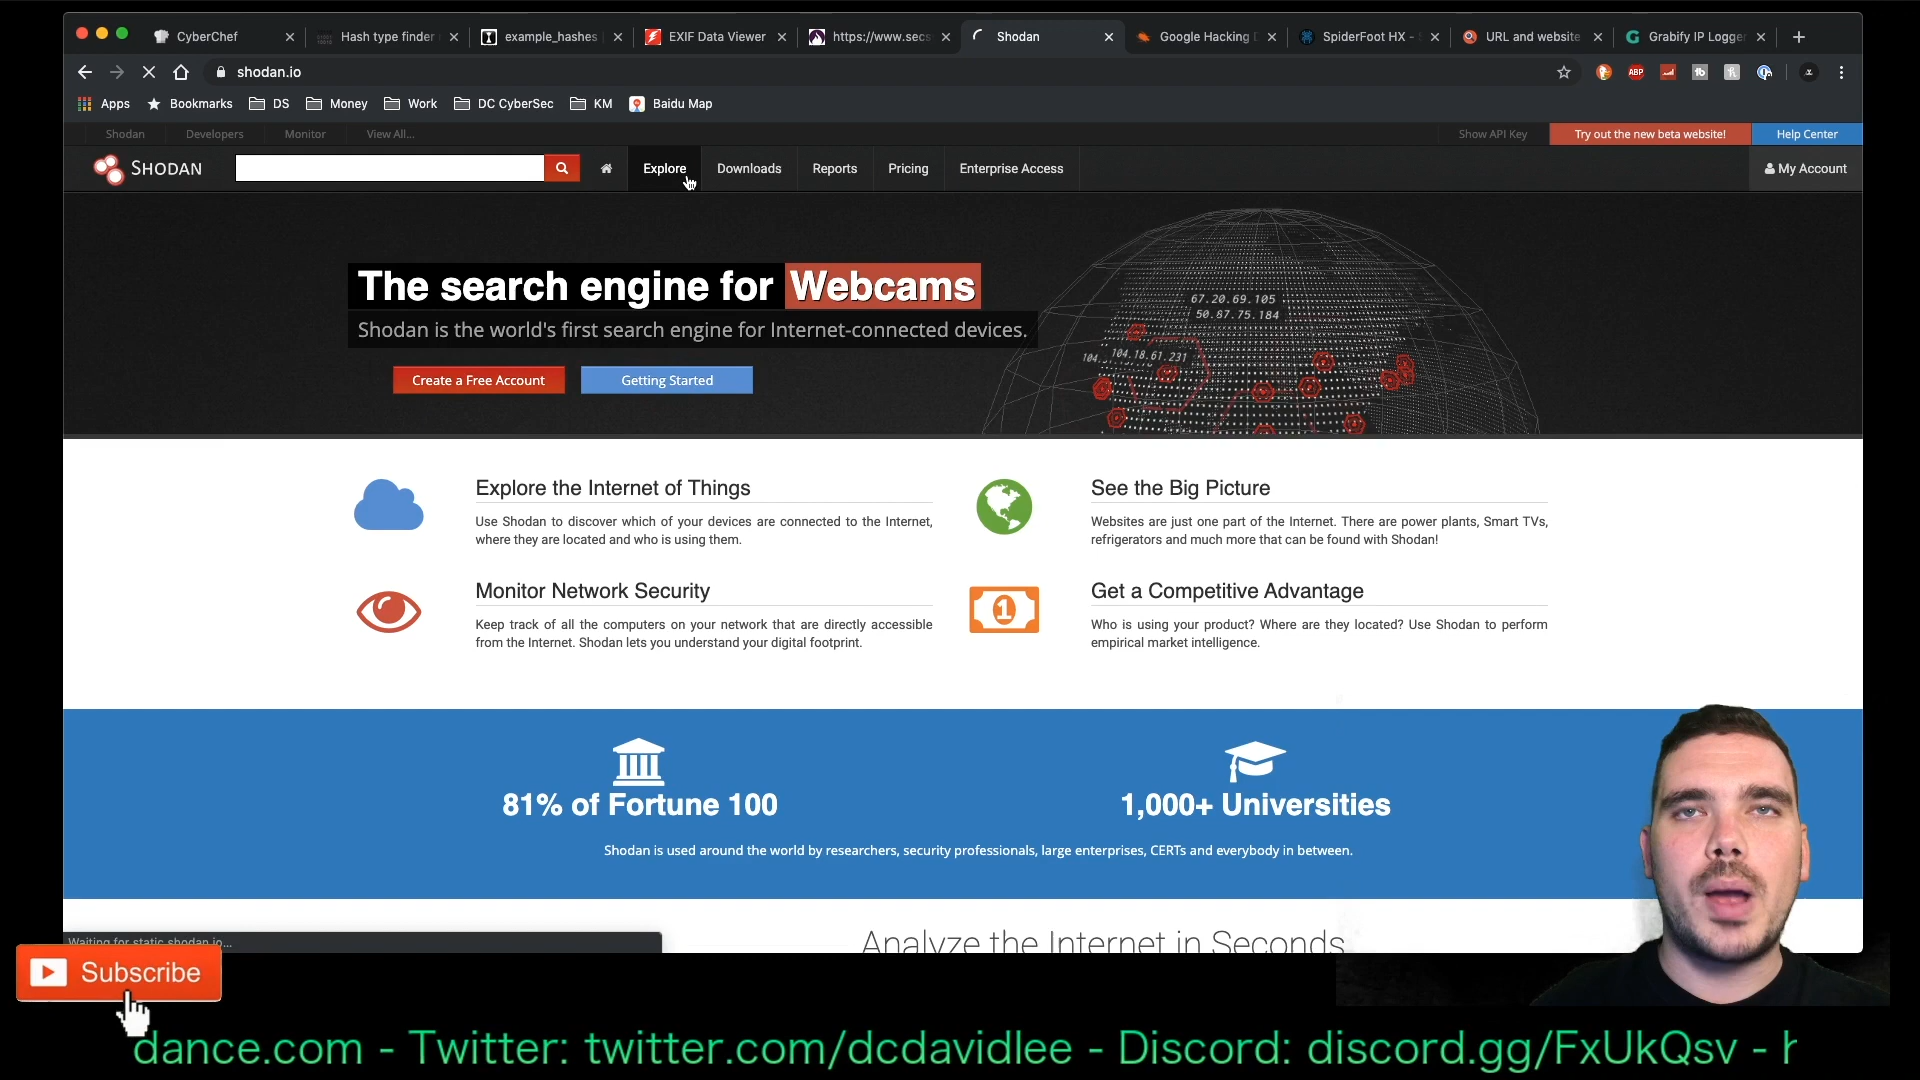 CyberChef
Hash type finder
example_hashes
EXIF Data Viewer
https://www.secs
Shodan
Google Hacking D
SpiderFoot HX - S
URL and website
Grabify IP Logger
shodan.io
ABP
Apps
Bookmarks
DS
Money
Work
DC CyberSec
KM
Baidu Map
Shodan
Developers
Monitor
View All...
Show API Key
Try out the new beta website!
Help Center
SHODAN
Explore
Downloads
Reports
Pricing
Enterprise Access
My Account
The search engine for Webcams
Shodan is the world's first search engine for Internet-connected devices.
Create a Free Account
Getting Started
67.20.69.105
50.87.75.184
104.
104.18.61.231
Explore the Internet of Things
Use Shodan to discover which of your devices are connected to the Internet,
where they are located and who is using them.
See the Big Picture
Websites are just one part of the Internet. There are power plants, Smart TVs,
refrigerators and much more that can be found with Shodan!
Monitor Network Security
Keep track of all the computers on your network that are directly accessible
from the Internet. Shodan lets you understand your digital footprint.
1
Get a Competitive Advantage
Who is using your product? Where are they located? Use Shodan to perform
empirical market intelligence.
81% of Fortune 100
1,000+ Universities
Shodan is used around the world by researchers, security professionals, large enterprises, CERTs and everybody in between.
Waiting for static.shodan.io...
Analyze the Internet in Seconds
Subscribe
dance.com - Twitter: twitter.com/dcdavidlee - Discord: discord.gg/FxUkQsv - h